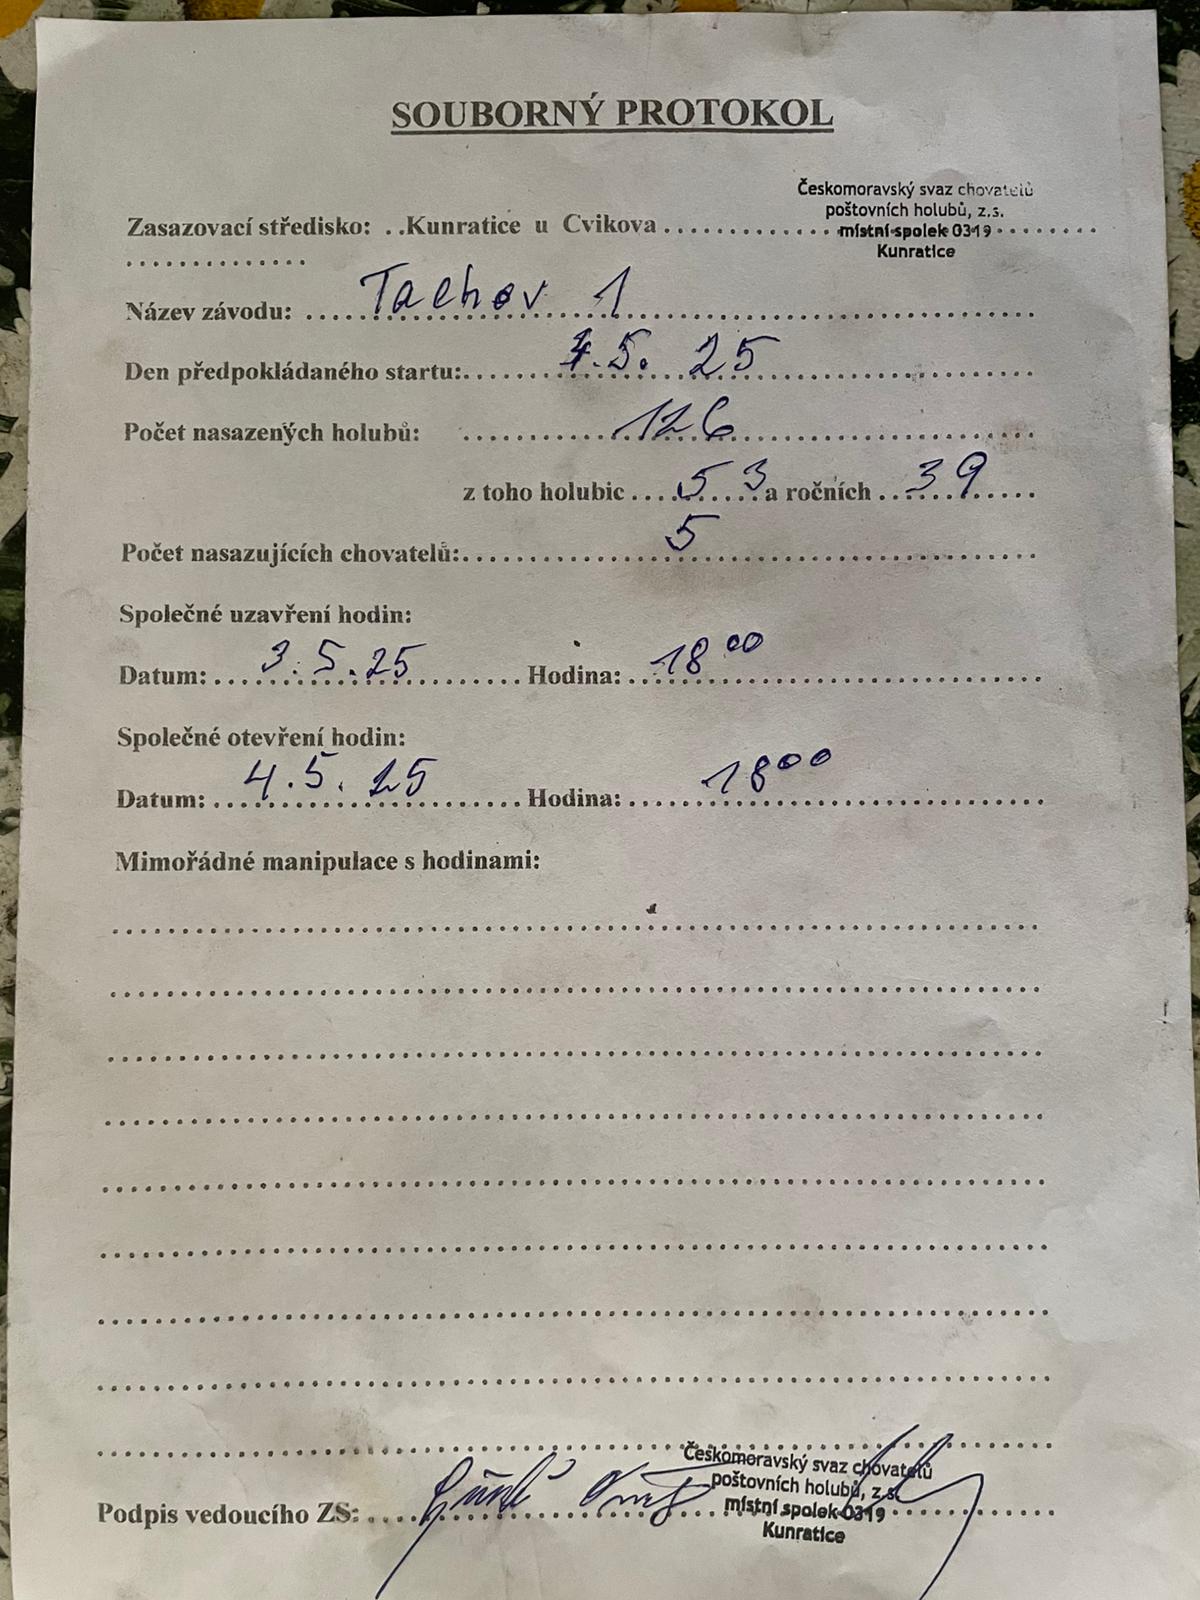 SOUBORNÝ PROTOKOL
Českomoravský svaz chovatelů
poštovních holubů, z.s.
místní spolek 0319
Kunratice
Zasazovací středisko: ..Kunratice u Cvikova
Název závodu: Tachov 1
Den předpokládaného startu: 4.5. 25
Počet nasazených holubů: 126
z toho holubic 53 a ročních 39
Počet nasazujících chovatelů: 5
Společné uzavření hodin:
Datum: 3.5.25 Hodina: 18 00
Společné otevření hodin:
Datum: 4.5.25 Hodina: 18 00
Mimořádné manipulace s hodinami:
Českomoravský svaz chovatelů
poštovních holubů, z.s.
místní spolek 0319
Kunratice
Podpis vedoucího ZS: